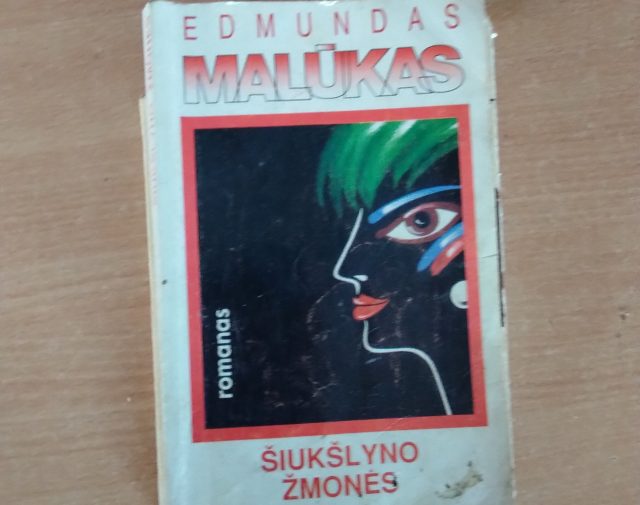 EDMUNDAS
MALŪKAS
romanas
ŠIUKŠLYNO
ŽMONĖS